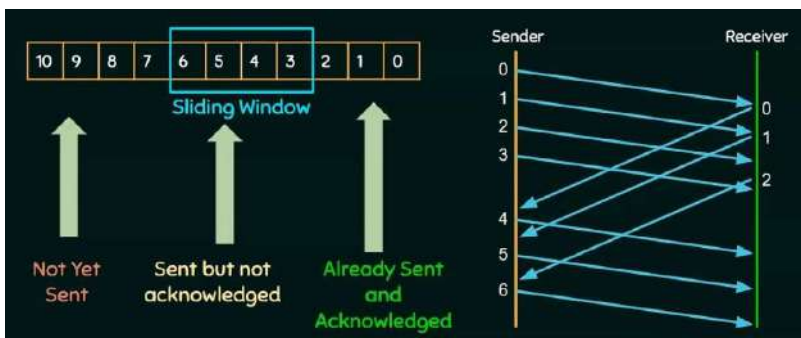 10 9 8 7 6 5 4 3 2 1 0
Sliding Window
Not Yet
Sent
Sent but not
acknowledged
Already Sent
and
Acknowledged
Sender
Receiver
0
1
2
3
4
5
6
0
1
2